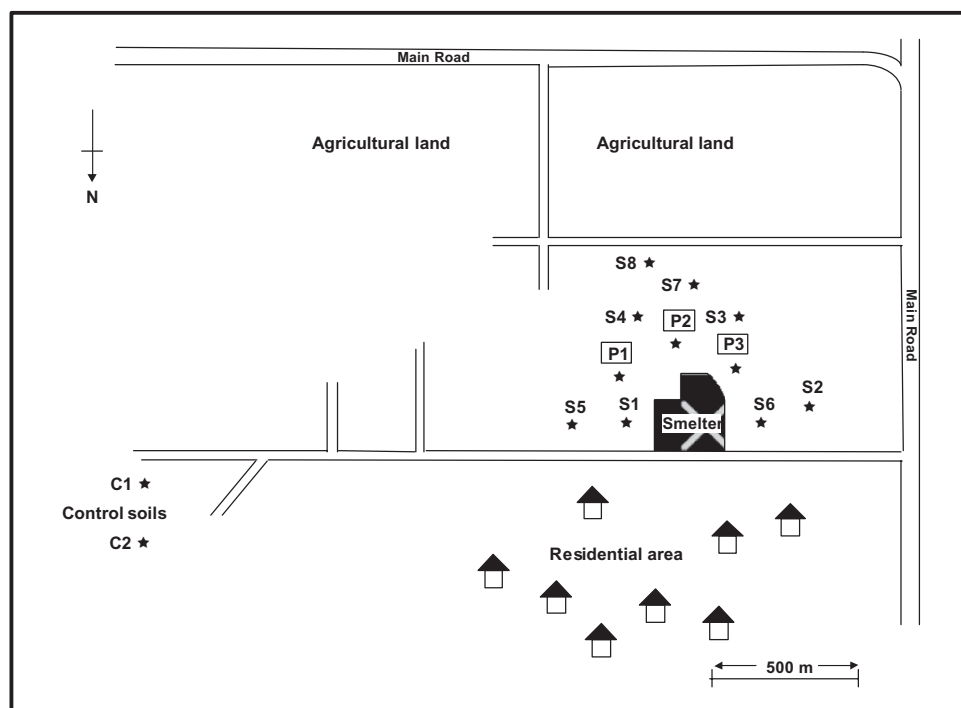 Main Road
Agricultural land
Agricultural land
N
S8
S7
S4
P2
S3
Main Road
P1
P3
S5
S1
S2
S6
Smelter
C1
Control soils
C2
Residential area
500 m